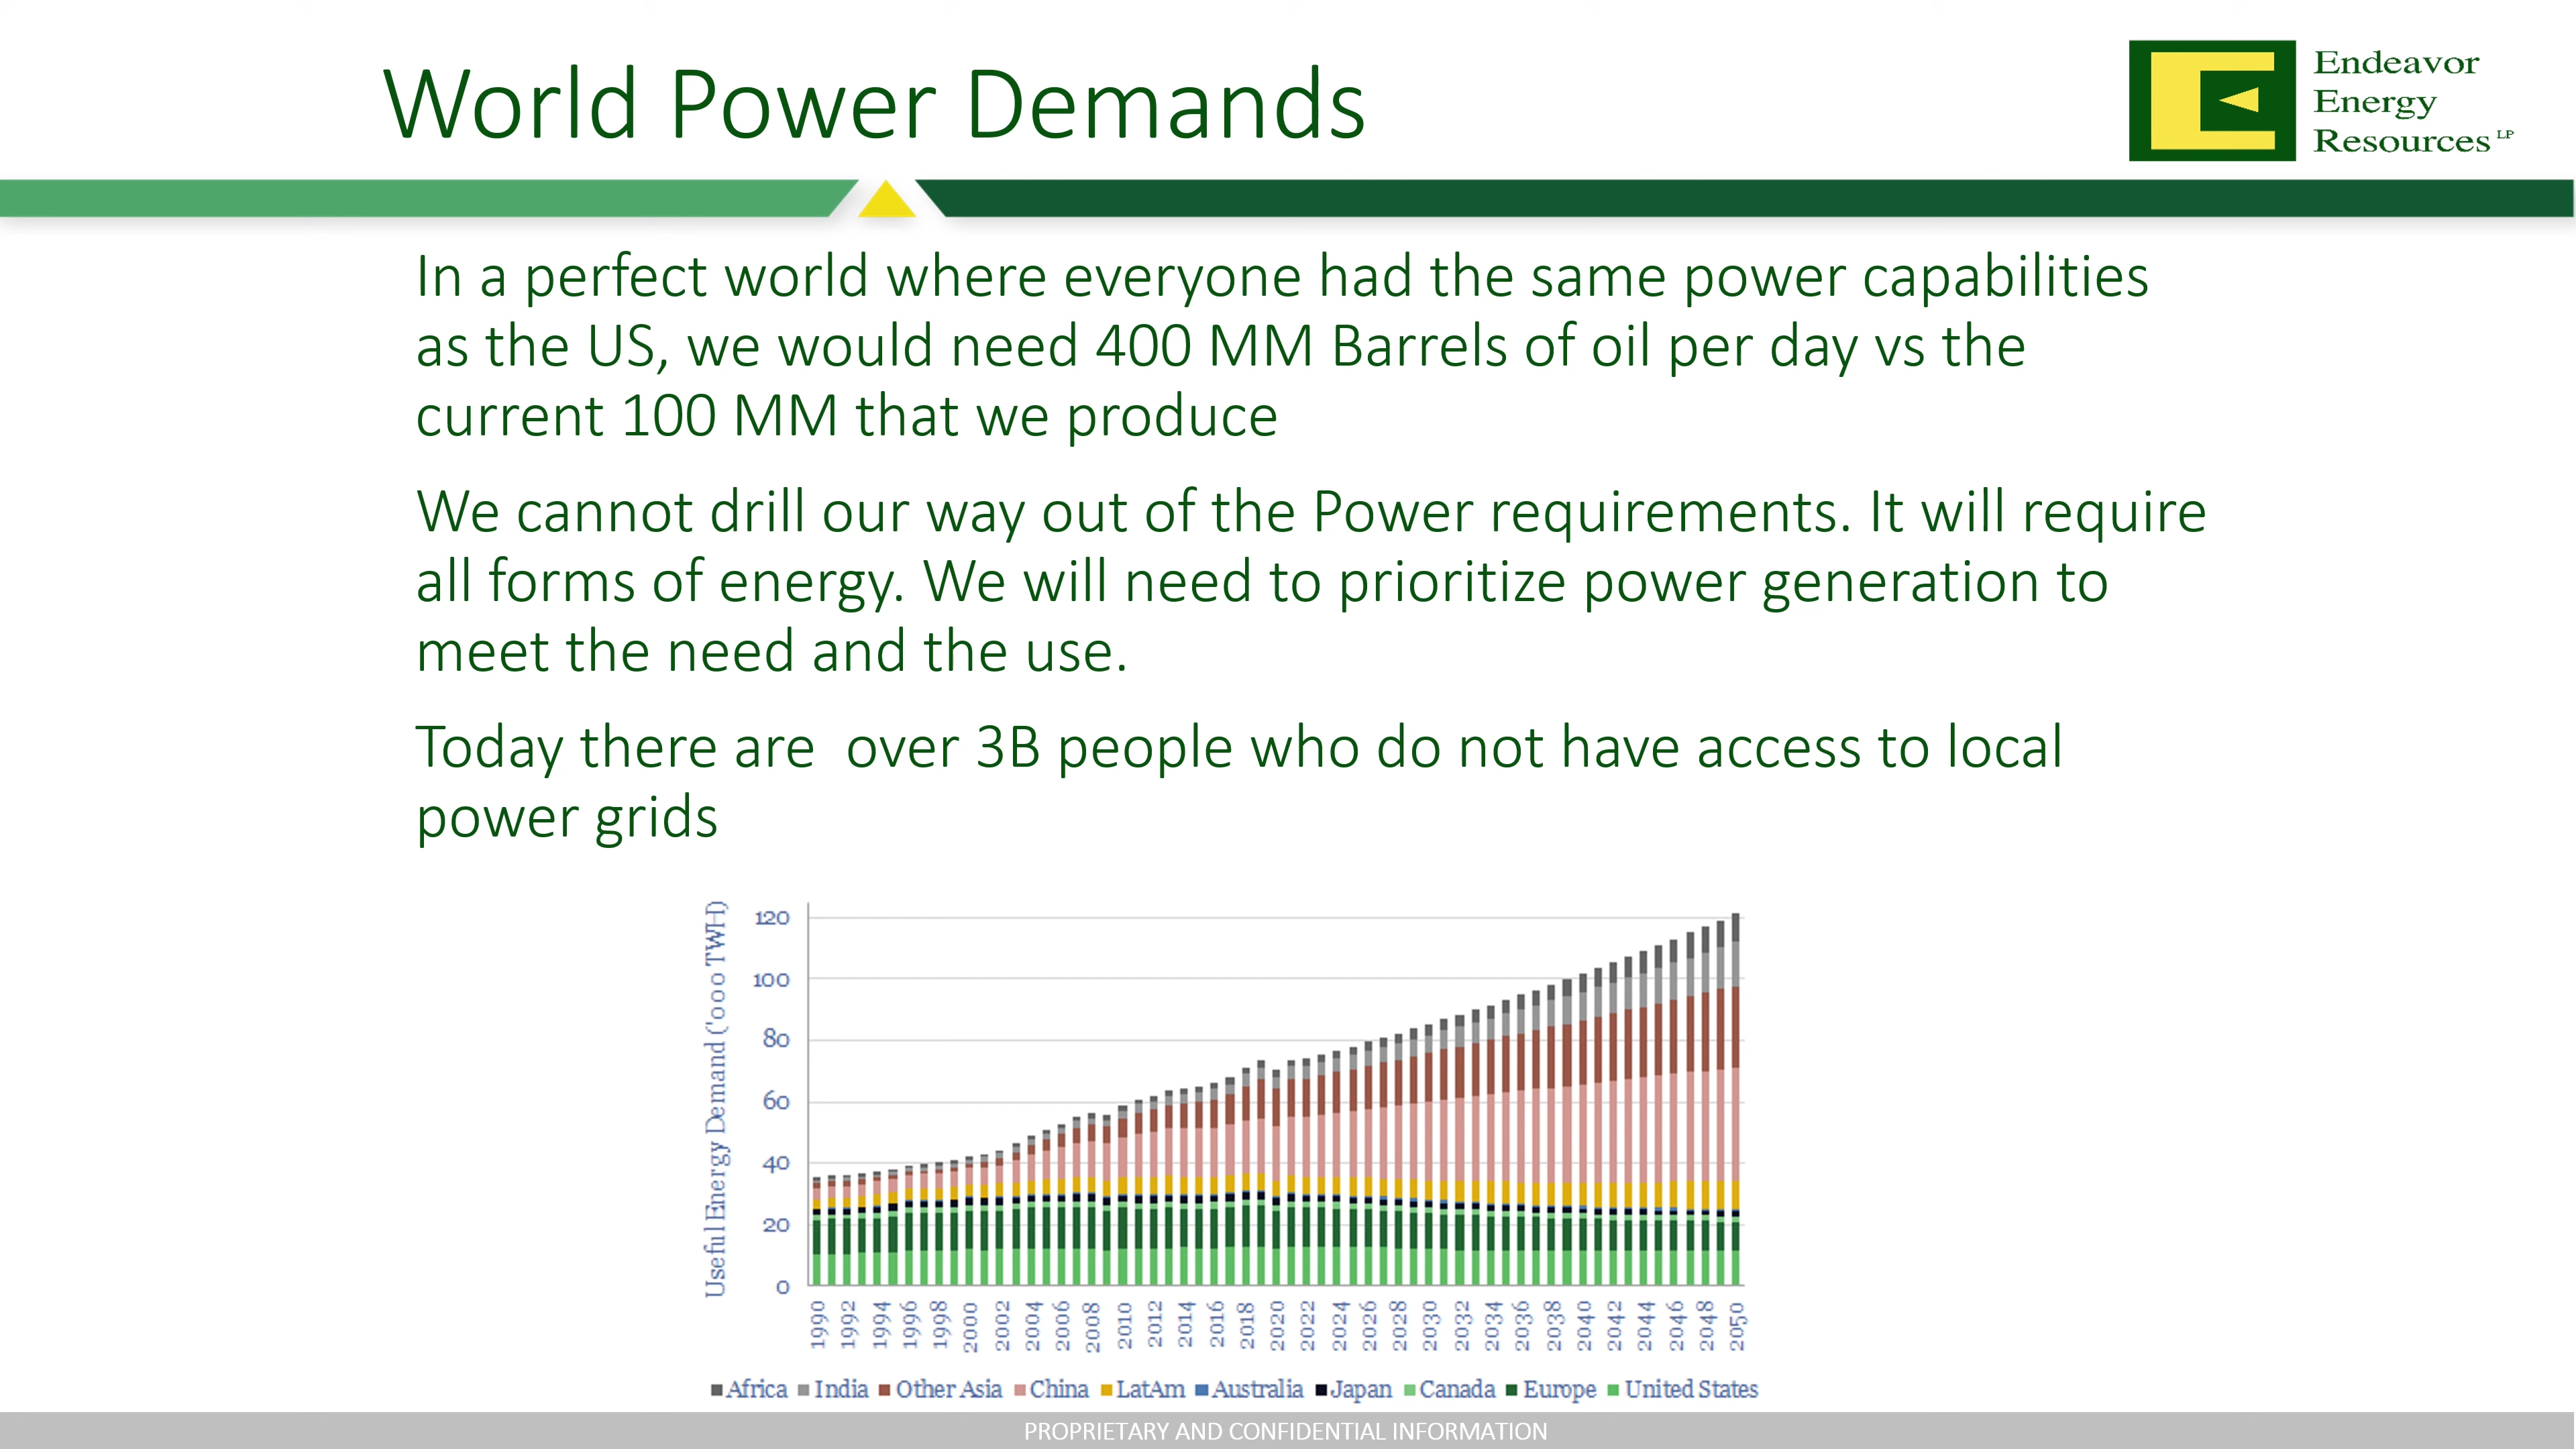 World Power Demands
Endeavor
Energy
Resources LP
In a perfect world where everyone had the same power capabilities
as the US, we would need 400 MM Barrels of oil per day vs the
current 100 MM that we produce
We cannot drill our way out of the Power requirements. It will require
all forms of energy. We will need to prioritize power generation to
meet the need and the use.
Today there are  over 3B people who do not have access to local
power grids
Useful Energy Demand ('000 TWH)
120
100
80
60
40
20
0
1990 1992 1994 1996 1998 2000 2002 2004 2006 2008 2010 2012 2014 2016 2018 2020 2022 2024 2026 2028 2030 2032 2034 2036 2038 2040 2042 2044 2046 2048 2050
Africa India Other Asia China LatAm Australia Japan Canada Europe United States
PROPRIETARY AND CONFIDENTIAL INFORMATION